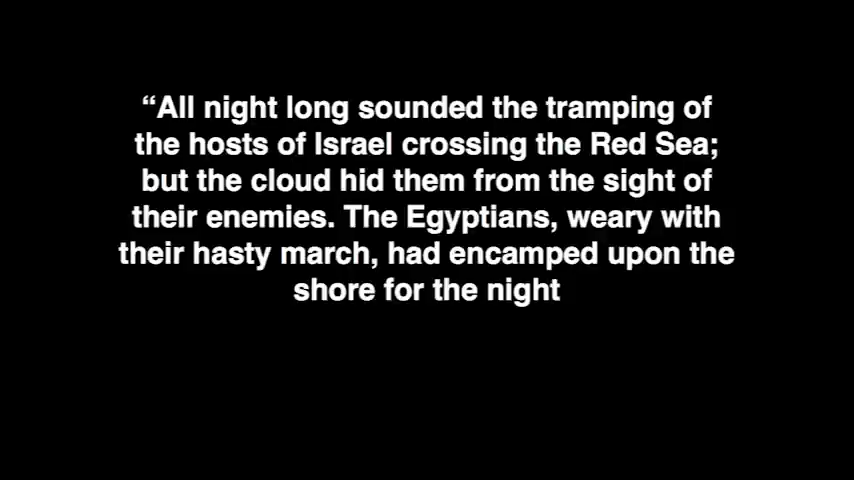 “All night long sounded the tramping of
the hosts of Israel crossing the Red Sea;
but the cloud hid them from the sight of
their enemies. The Egyptians, weary with
their hasty march, had encamped upon the
shore for the night